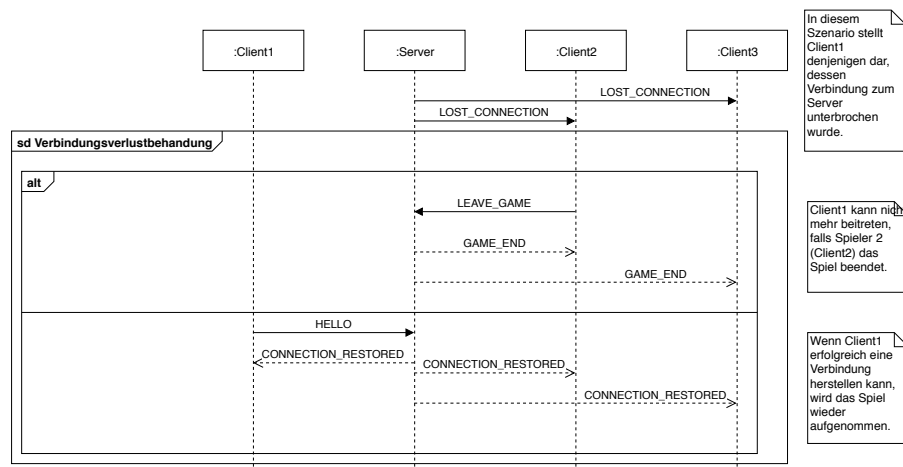 :Client1
:Server
:Client2
:Client3
In diesem
Szenario stellt
Client1
denjenigen dar,
dessen
Verbindung zum
Server
unterbrochen
wurde.
LOST_CONNECTION
LOST_CONNECTION
sd Verbindungsverlustbehandung
alt
LEAVE_GAME
GAME_END
GAME_END
Client1 kann nicht
mehr beitreten,
falls Spieler 2
(Client2) das
Spiel beendet.
HELLO
CONNECTION_RESTORED
CONNECTION_RESTORED
CONNECTION_RESTORED
Wenn Client1
erfolgreich eine
Verbindung
herstellen kann,
wird das Spiel
wieder
aufgenommen.